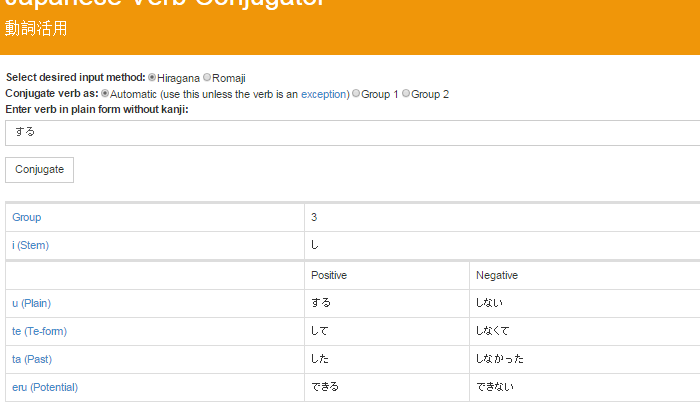 Japanese Verb Conjugator
動詞活用
Select desired input method: Hiragana Romaji
Conjugate verb as: Automatic (use this unless the verb is an exception) Group 1 Group 2
Enter verb in plain form without kanji:
する
Conjugate
Group 3
i (Stem) し
Positive Negative
u (Plain) する しない
te (Te-form) して しなくて
ta (Past) した しなかった
eru (Potential) できる できない